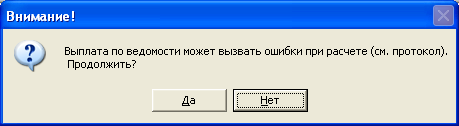 Внимание!
Выплата по ведомости может вызвать ошибки при расчете (см. протокол).
Продолжить?
Да
Нет